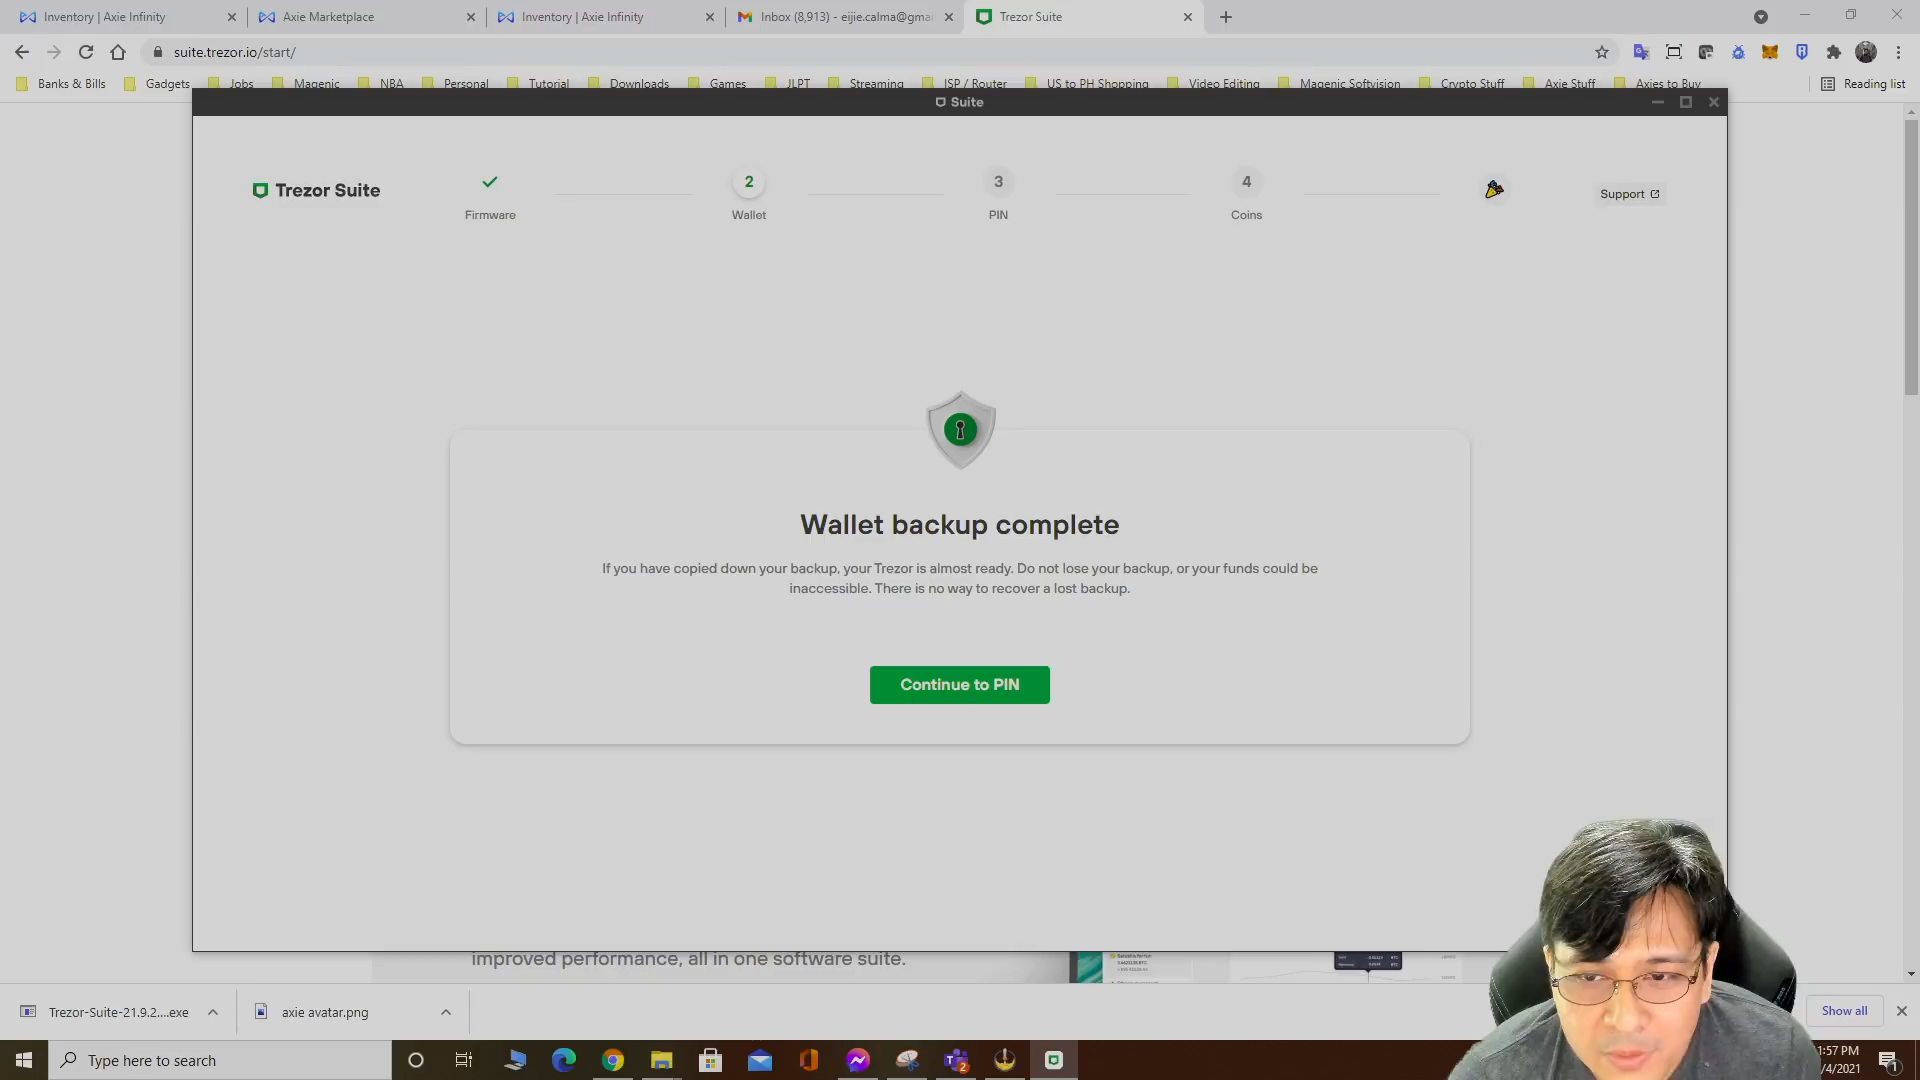 Inventory | Axie Infinity
Axie Marketplace
Inventory | Axie Infinity
Inbox (8,913) - eijie.calma@gmai
Trezor Suite
suite.trezor.io/start/
Banks & Bills
Gadgets
Jobs
Magenic
NBA
Personal
Tutorial
Downloads
Games
JLPT
Streaming
ISP / Router
US to PH Shopping
Video Editing
Magenic Softvision
Crypto Stuff
Axie Stuff
Axies to Buy
Reading list
Suite
Trezor Suite
Firmware
2
Wallet
3
PIN
4
Coins
Support
Wallet backup complete
If you have copied down your backup, your Trezor is almost ready. Do not lose your backup, or your funds could be
inaccessible. There is no way to recover a lost backup.
Continue to PIN
improved performance, all in one software suite.
Trezor-Suite-21.9.2....exe
axie avatar.png
Show all
Type here to search
2
1:57 PM
/4/2021
1